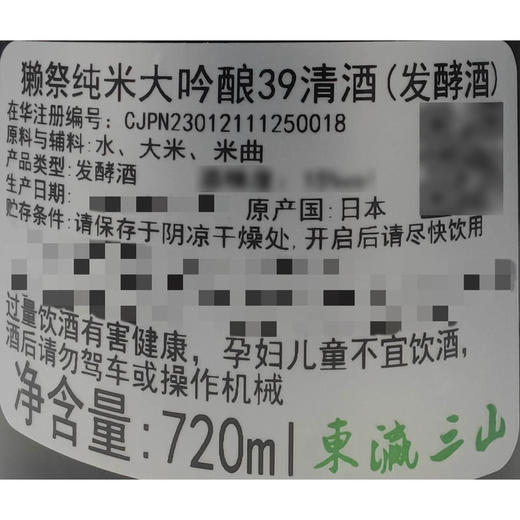 獭祭纯米大吟酿39清酒(发酵酒)
在华注册编号: CJPN23012111250018
原料与辅料: 水、大米、米曲
产品类型: 发酵酒
生产日期:
原产国: 日本
贮存条件: 请保存于阴凉干燥处, 开启后请尽快饮用
过量饮酒有害健康, 孕妇儿童不宜饮酒,
酒后请勿驾车或操作机械
净含量: 720ml
東瀛三山